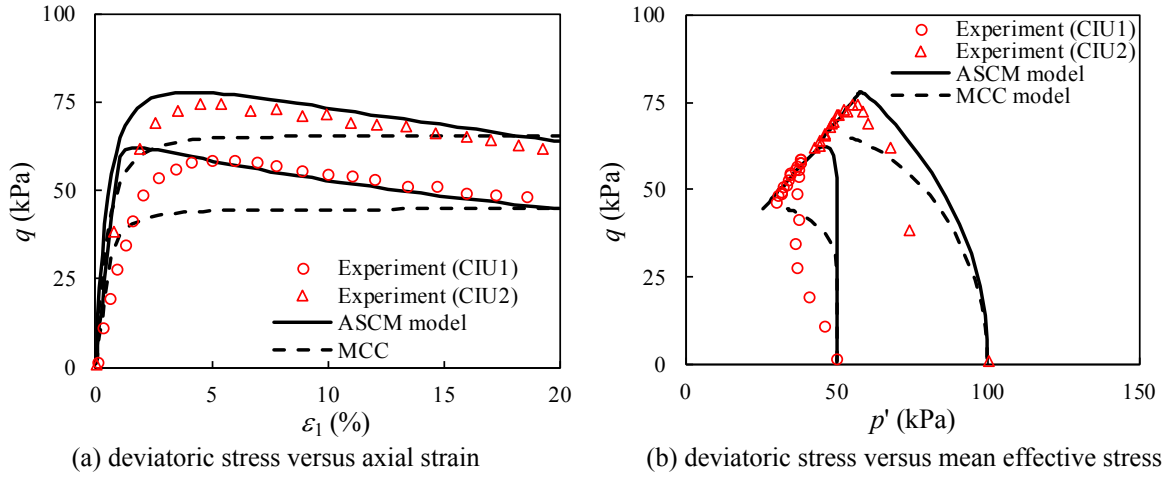 100
75
50
25
0
q (kPa)
Experiment (CIU1)
Experiment (CIU2)
ASCM model
MCC
0 5 10 15 20
ε1 (%)
(a) deviatoric stress versus axial strain
100
75
50
25
0
q (kPa)
Experiment (CIU1)
Experiment (CIU2)
ASCM model
MCC model
0 50 100 150
p' (kPa)
(b) deviatoric stress versus mean effective stress